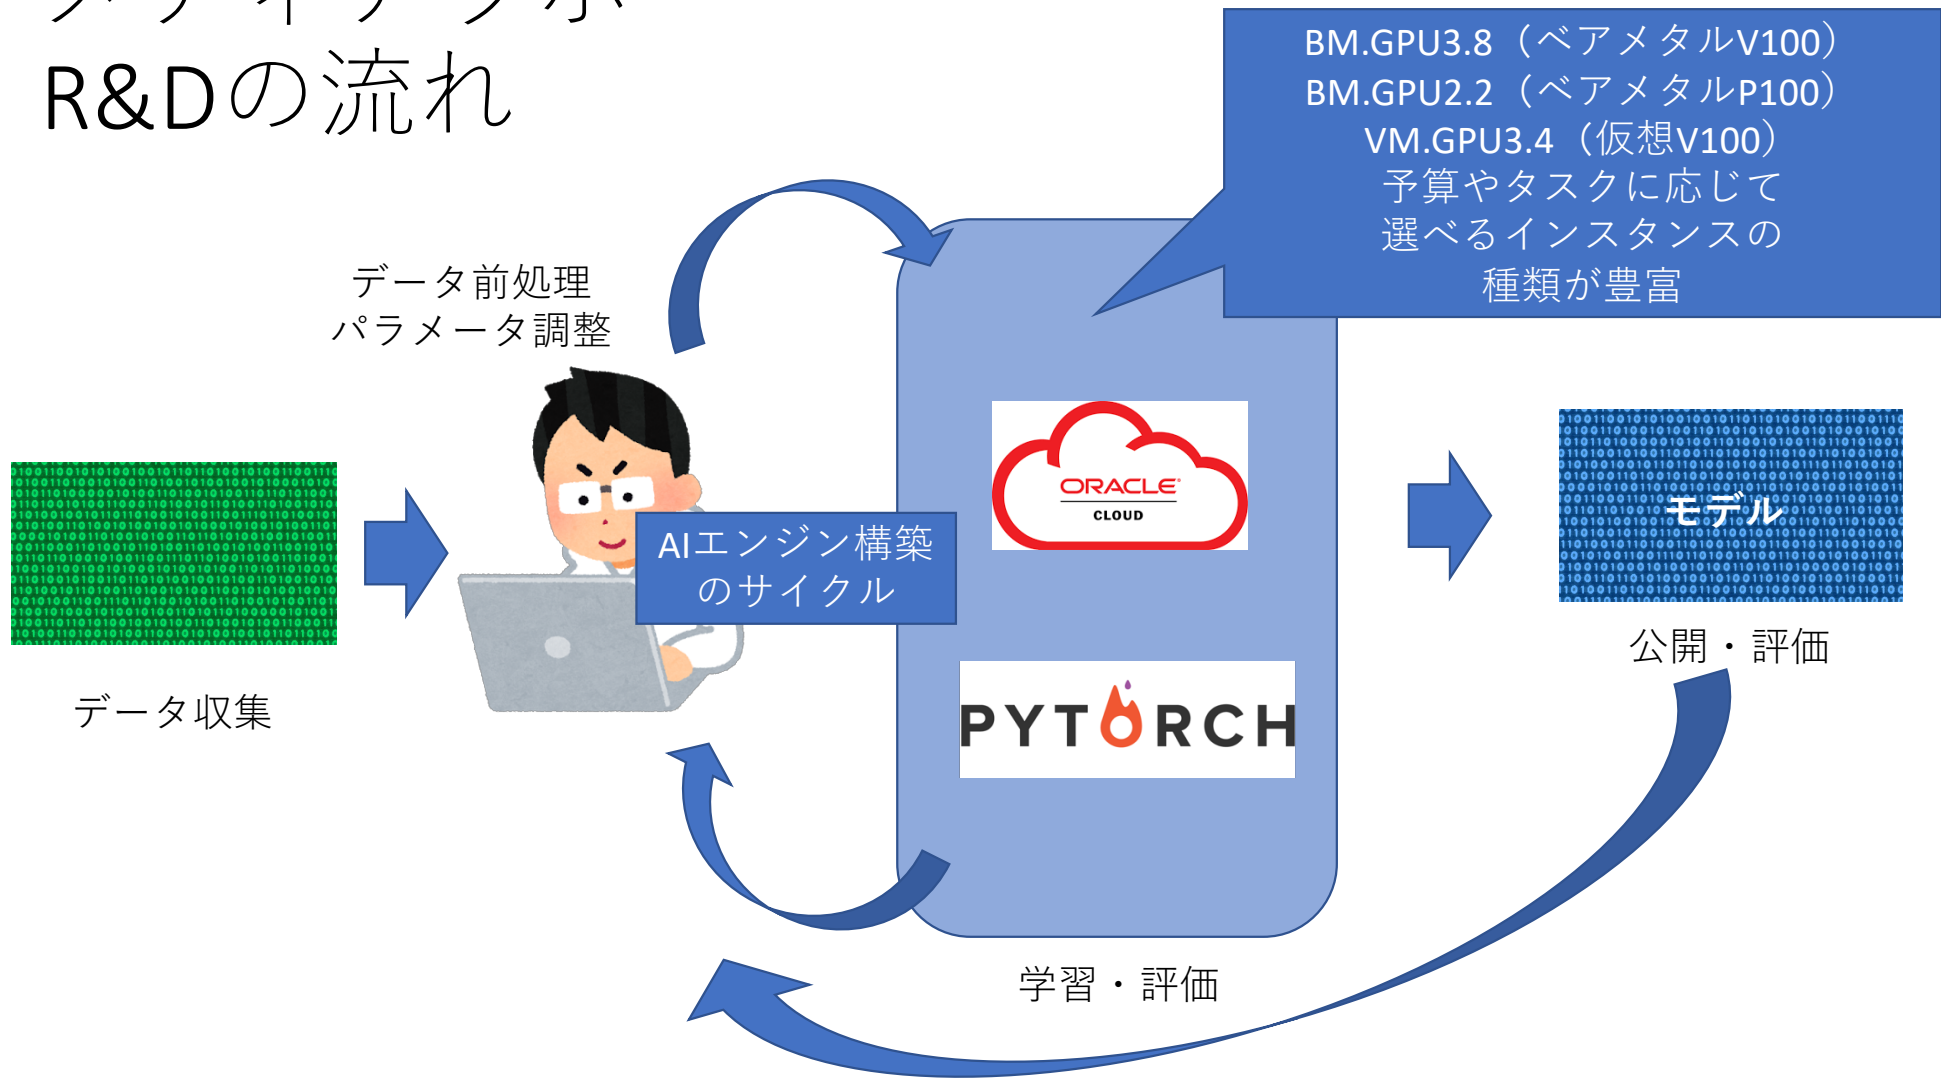 R&Dの流れ
BM.GPU3.8（ベアメタルV100）
BM.GPU2.2（ベアメタルP100）
VM.GPU3.4（仮想V100）
予算やタスクに応じて
選べるインスタンスの
種類が豊富
データ前処理
パラメータ調整
AIエンジン構築
のサイクル
ORACLE
CLOUD
PYTORCH
モデル
データ収集
公開・評価
学習・評価